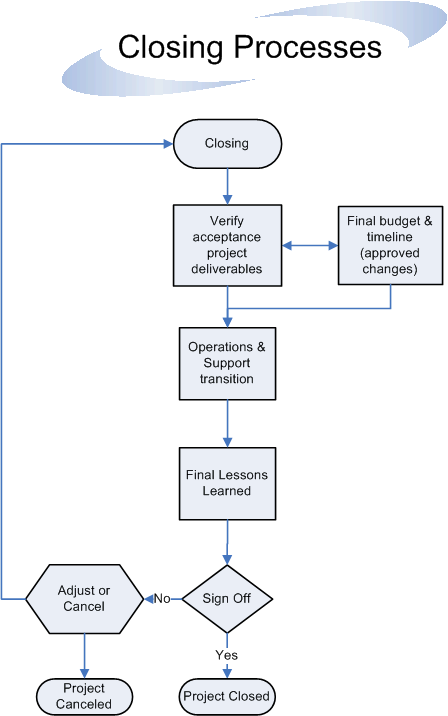 Closing Processes
Closing
Verify
acceptance
project
deliverables
Final budget &
timeline
(approved
changes)
Operations &
Support
transition
Final Lessons
Learned
Adjust or
Cancel
No
Sign Off
Yes
Project
Canceled
Project Closed